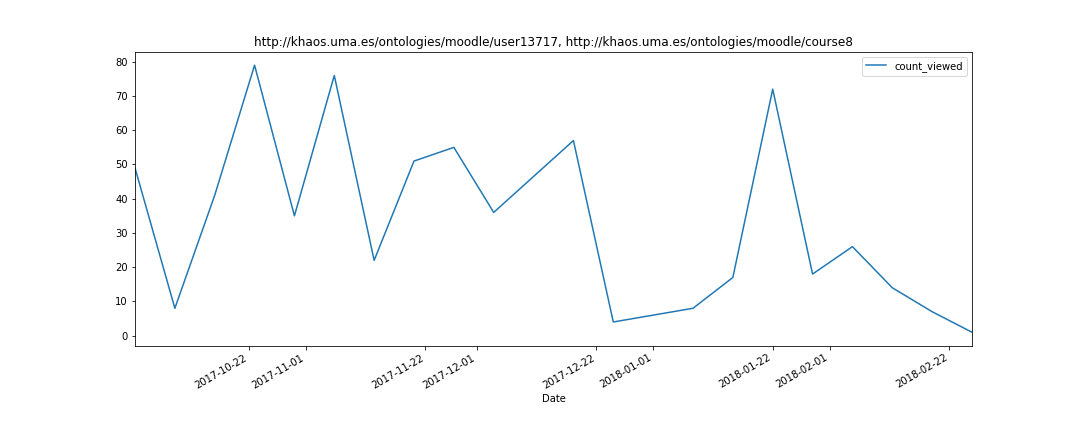 http://khaos.uma.es/ontologies/moodle/user13717, http://khaos.uma.es/ontologies/moodle/course8
count_viewed
80
70
60
50
40
30
20
10
0
2017-10-22 2017-11-01 2017-11-22 2017-12-01 2017-12-22 2018-01-01 2018-01-22 2018-02-01 2018-02-22
Date